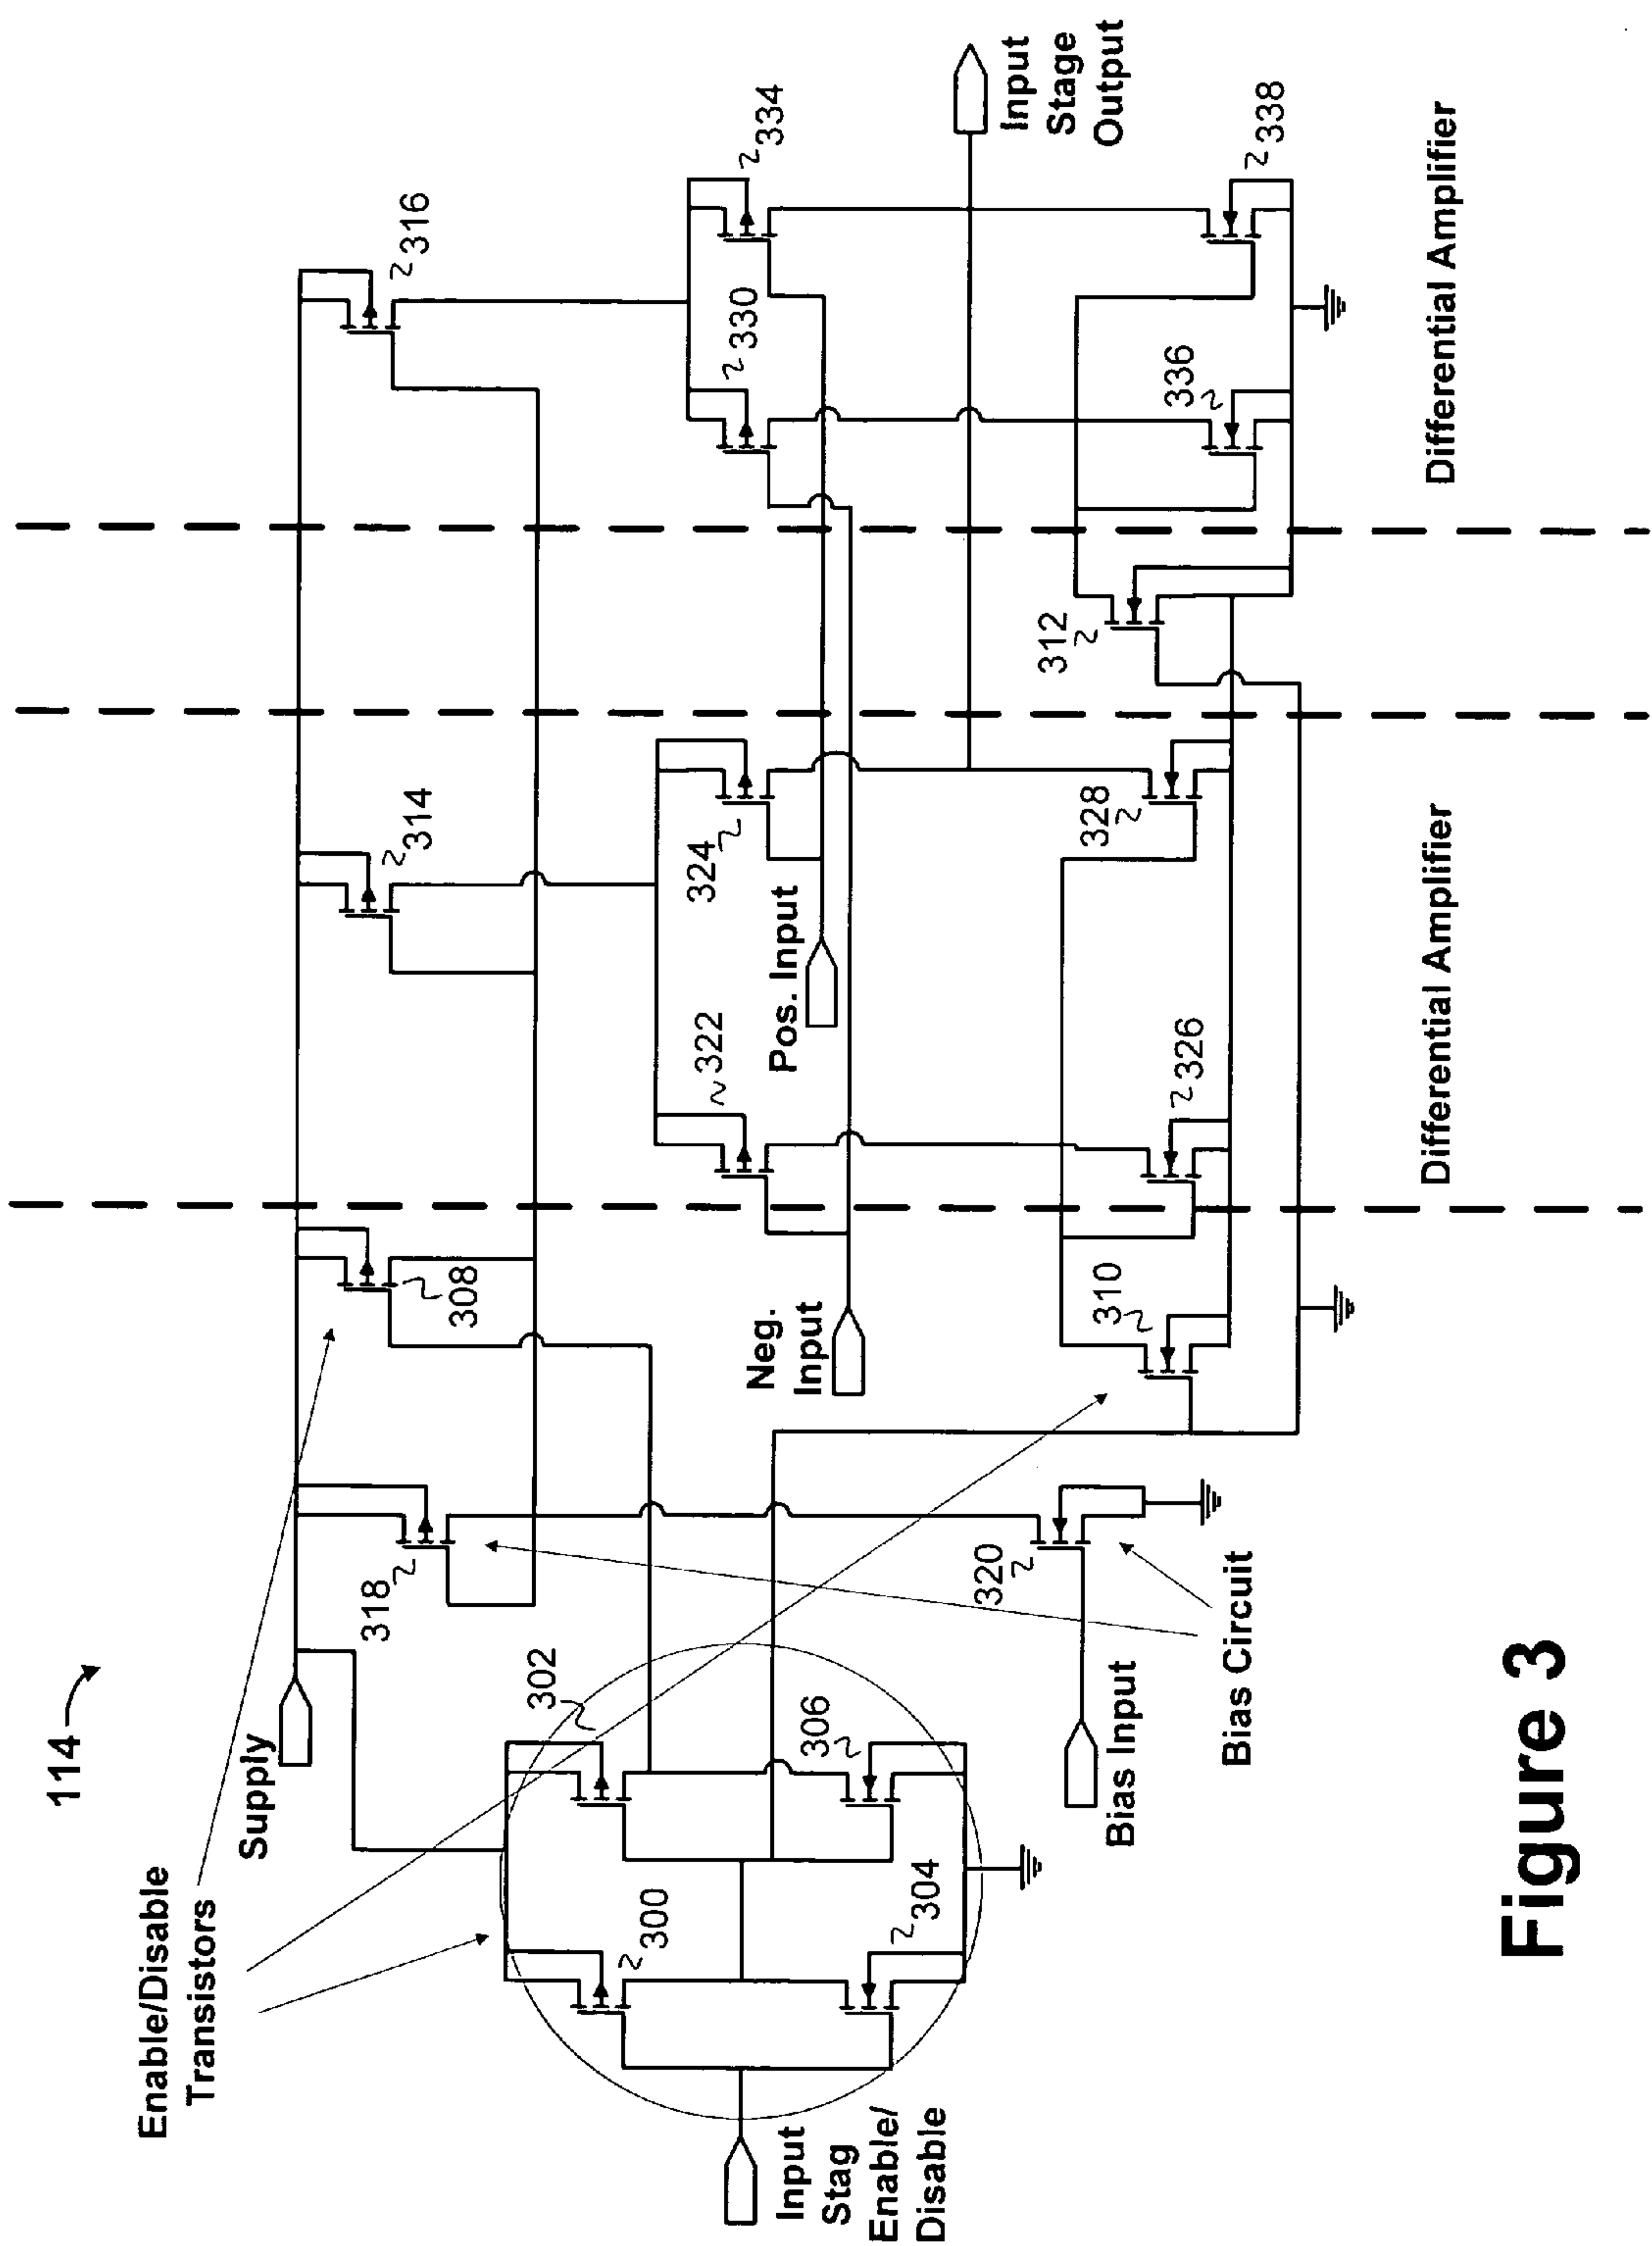 114
Supply
Enable/Disable
Transistors
316
314
308
318
302
300
306
304
334
330
324
322
Pos. Input
Neg.
Input
Input
Stage
Output
338
336
312
328
326
310
320
Bias Input
Bias Circuit
Input
Stag
Enable/
Disable
Differential Amplifier
Differential Amplifier
Figure 3